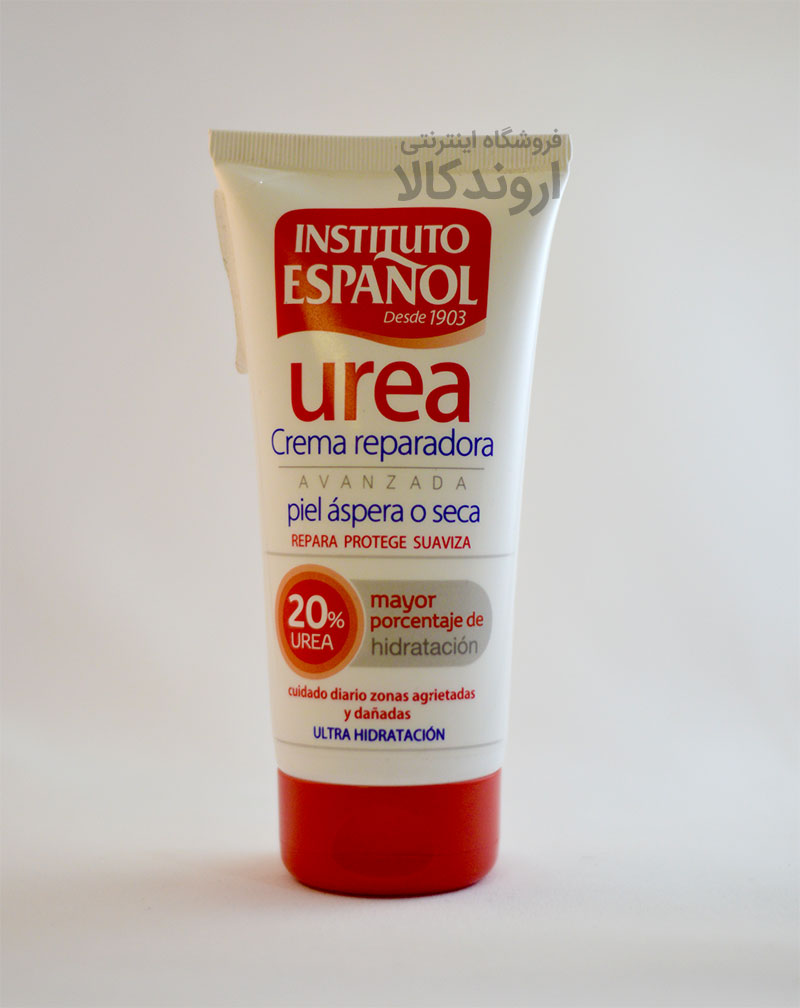 فروشگاه اینترنتی
اروندکالا
INSTITUTO
ESPAÑOL
Desde 1903
urea
Crema reparadora
AVANZADA
piel áspera o seca
REPARA PROTEGE SUAVIZA
20%
UREA
mayor
porcentaje de
hidratación
cuidado diario zonas agrietadas
y dañadas
ULTRA HIDRATACIÓN